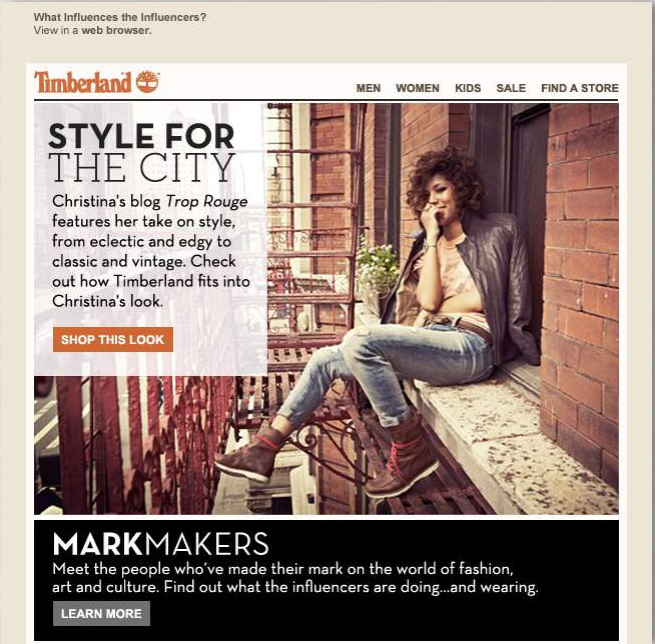 What Influences the Influencers?
View in a web browser.
Timberland
MEN WOMEN KIDS SALE FIND A STORE
STYLE FOR
THE CITY
Christina's blog Trop Rouge
features her take on style,
from eclectic and edgy to
classic and vintage. Check
out how Timberland fits into
Christina's look.
SHOP THIS LOOK
MARKMAKERS
Meet the people who've made their mark on the world of fashion,
art and culture. Find out what the influencers are doing...and wearing.
LEARN MORE